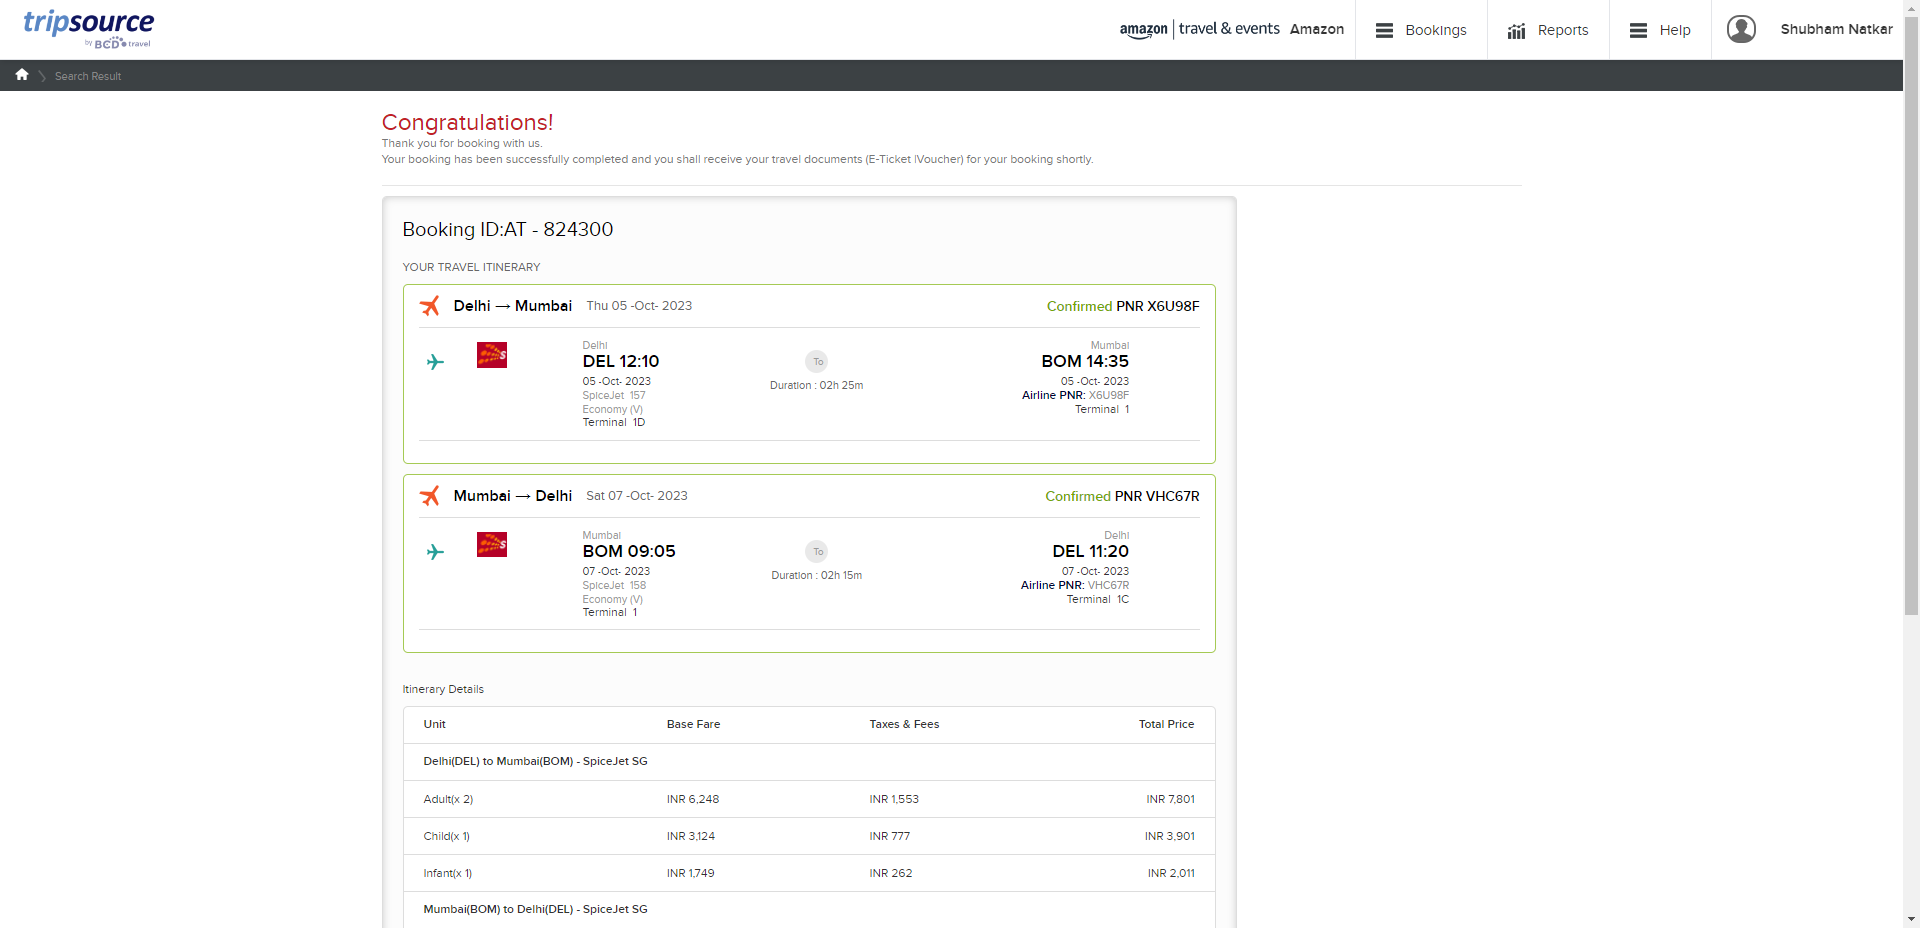 tripsource
by BCD travel
amazon | travel & events Amazon
Bookings
Reports
Help
Shubham Natkar
Search Result
Congratulations!
Thank you for booking with us.
Your booking has been successfully completed and you shall receive your travel documents (E-Ticket |Voucher) for your booking shortly.
Booking ID:AT - 824300
YOUR TRAVEL ITINERARY
Delhi → Mumbai Thu 05 -Oct- 2023 Confirmed PNR X6U98F
Delhi Mumbai
DEL 12:10 To BOM 14:35
05 -Oct- 2023 Duration : 02h 25m 05 -Oct- 2023
SpiceJet 157 Airline PNR: X6U98F
Economy (V) Terminal 1
Terminal 1D
Mumbai → Delhi Sat 07 -Oct- 2023 Confirmed PNR VHC67R
Mumbai Delhi
BOM 09:05 To DEL 11:20
07 -Oct- 2023 Duration : 02h 15m 07 -Oct- 2023
SpiceJet 158 Airline PNR: VHC67R
Economy (V) Terminal 1C
Terminal 1
Itinerary Details
Unit Base Fare Taxes & Fees Total Price
Delhi(DEL) to Mumbai(BOM) - SpiceJet SG
Adult(x 2) INR 6,248 INR 1,553 INR 7,801
Child(x 1) INR 3,124 INR 777 INR 3,901
Infant(x 1) INR 1,749 INR 262 INR 2,011
Mumbai(BOM) to Delhi(DEL) - SpiceJet SG